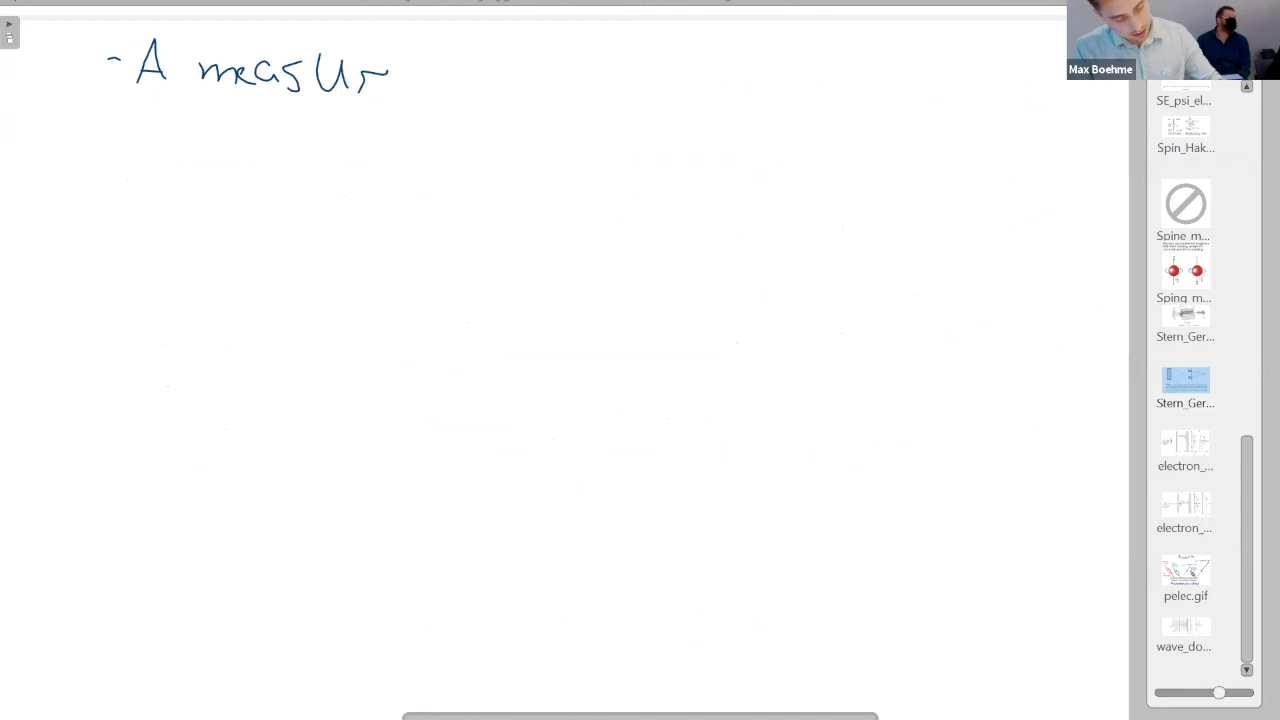 - A measur
Max Boehme
SE_psi_el...
Spin_Hak...
Spine_m...
Sping_m...
Stern_Ger...
Stern_Ger...
electron_...
electron_...
pelec.gif
wave_do...